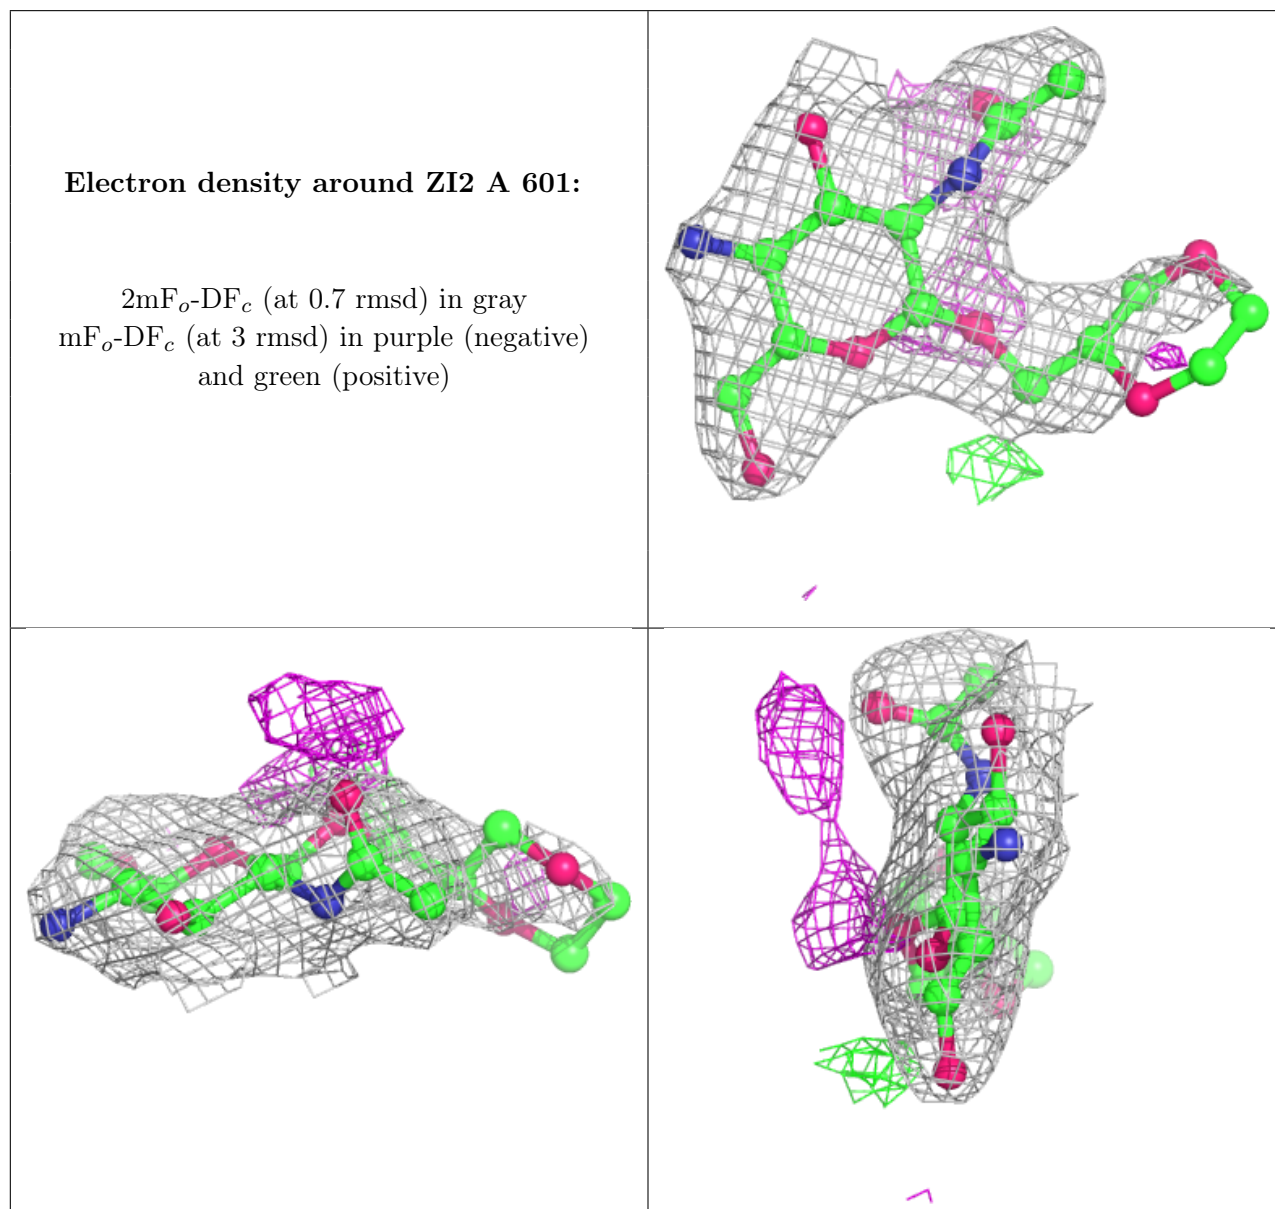 Electron density around ZI2 A 601:
2mFo-DFc (at 0.7 rmsd) in gray
mFo-DFc (at 3 rmsd) in purple (negative)
and green (positive)